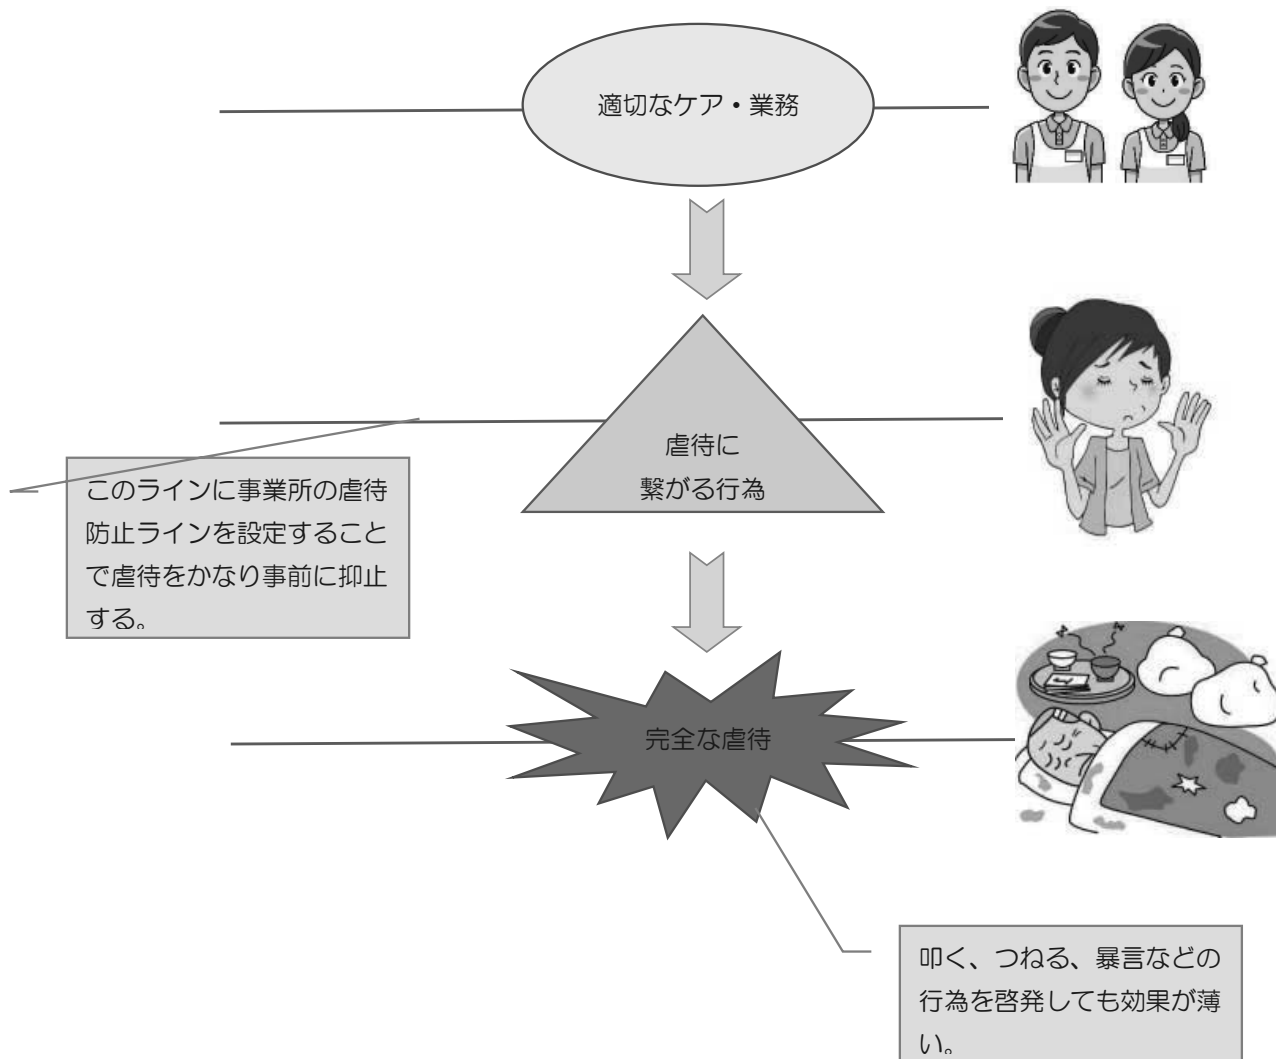 適切なケア・業務
虐待に
繋がる行為
このラインに事業所の虐待
防止ラインを設定すること
で虐待をかなり事前に抑止
する。
完全な虐待
叩く、つねる、暴言などの
行為を啓発しても効果が薄
い。